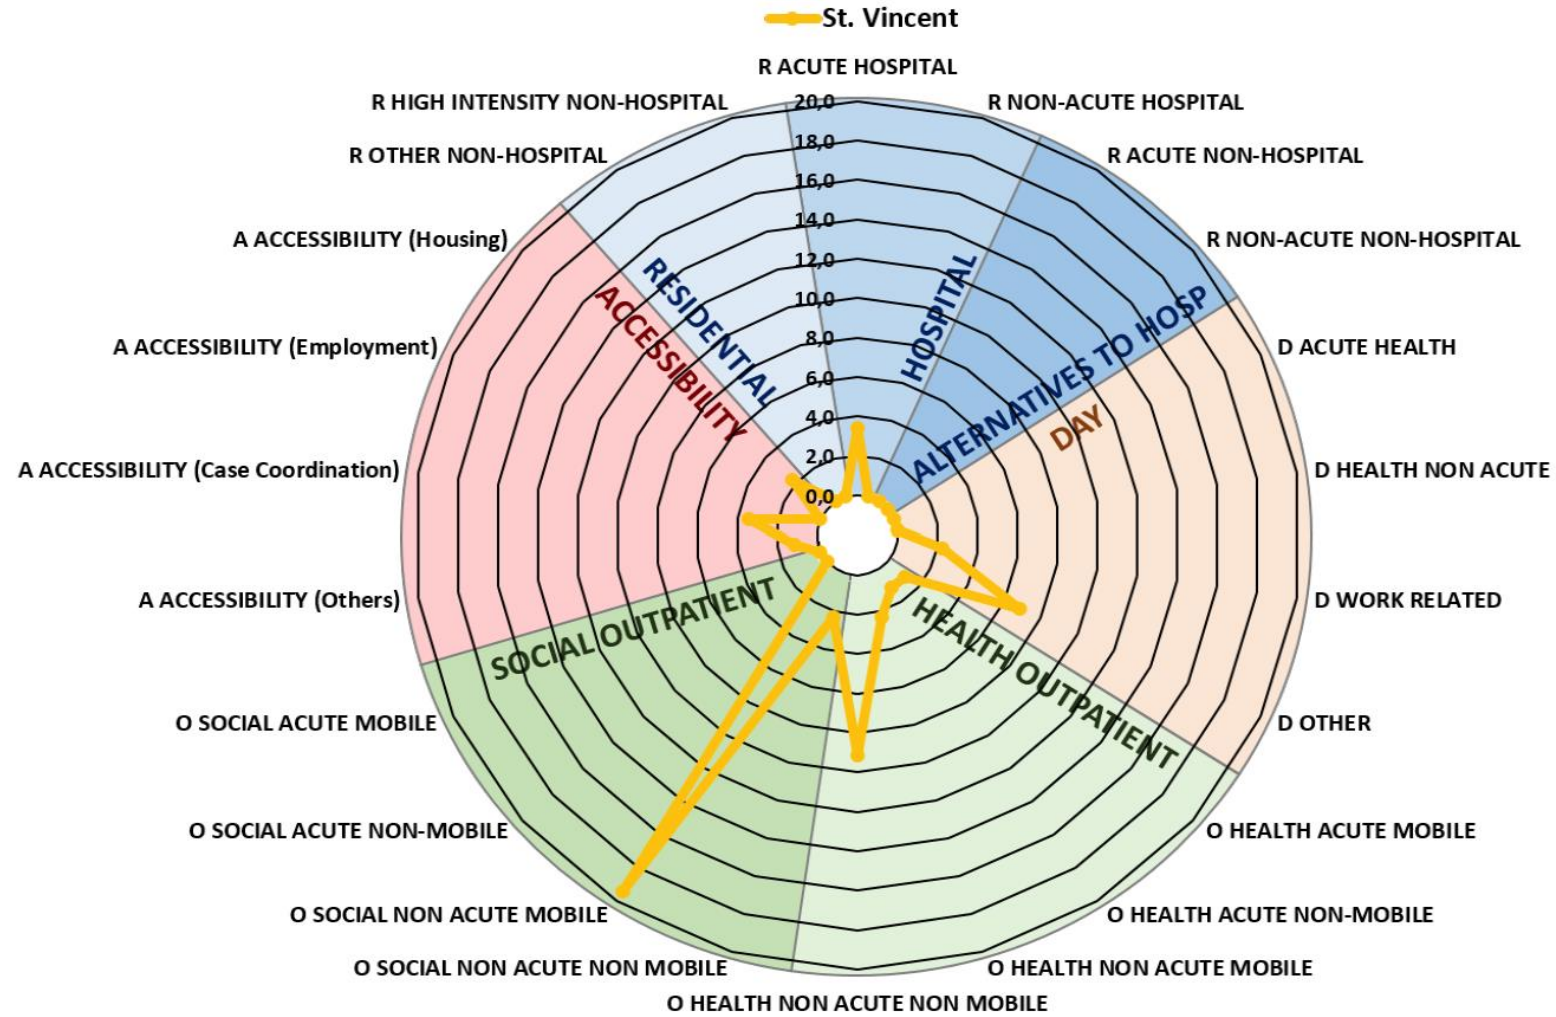 St. Vincent
R ACUTE HOSPITAL
R NON-ACUTE HOSPITAL
R ACUTE NON-HOSPITAL
R NON-ACUTE NON-HOSPITAL
D ACUTE HEALTH
D HEALTH NON ACUTE
D WORK RELATED
D OTHER
O HEALTH ACUTE MOBILE
O HEALTH ACUTE NON-MOBILE
O HEALTH NON ACUTE MOBILE
O HEALTH NON ACUTE NON MOBILE
O SOCIAL NON ACUTE NON MOBILE
O SOCIAL NON ACUTE MOBILE
O SOCIAL ACUTE NON-MOBILE
O SOCIAL ACUTE MOBILE
A ACCESSIBILITY (Others)
A ACCESSIBILITY (Case Coordination)
A ACCESSIBILITY (Employment)
A ACCESSIBILITY (Housing)
R OTHER NON-HOSPITAL
R HIGH INTENSITY NON-HOSPITAL
20,0
18,0
16,0
14,0
12,0
10,0
8,0
6,0
4,0
2,0
0,0
HOSPITAL
ALTERNATIVES TO HOSP
DAY
HEALTH OUTPATIENT
SOCIAL OUTPATIENT
ACCESSIBILITY
RESIDENTIAL